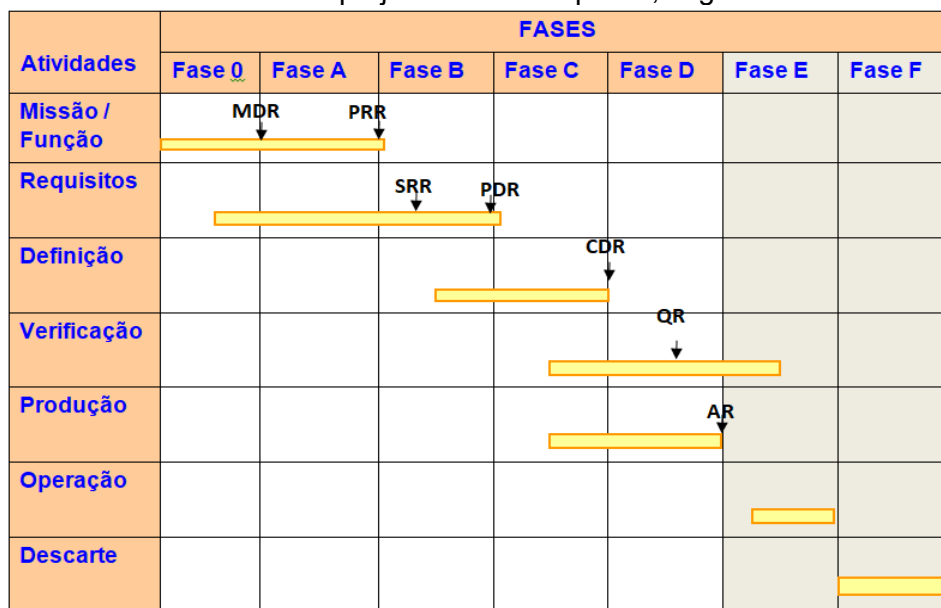 FASES
Atividades
Fase 0 Fase A Fase B Fase C Fase D Fase E Fase F
Missão /
Função
MDR PRR
Requisitos
SRR PDR
Definição
CDR
Verificação
QR
Produção
AR
Operação
Descarte